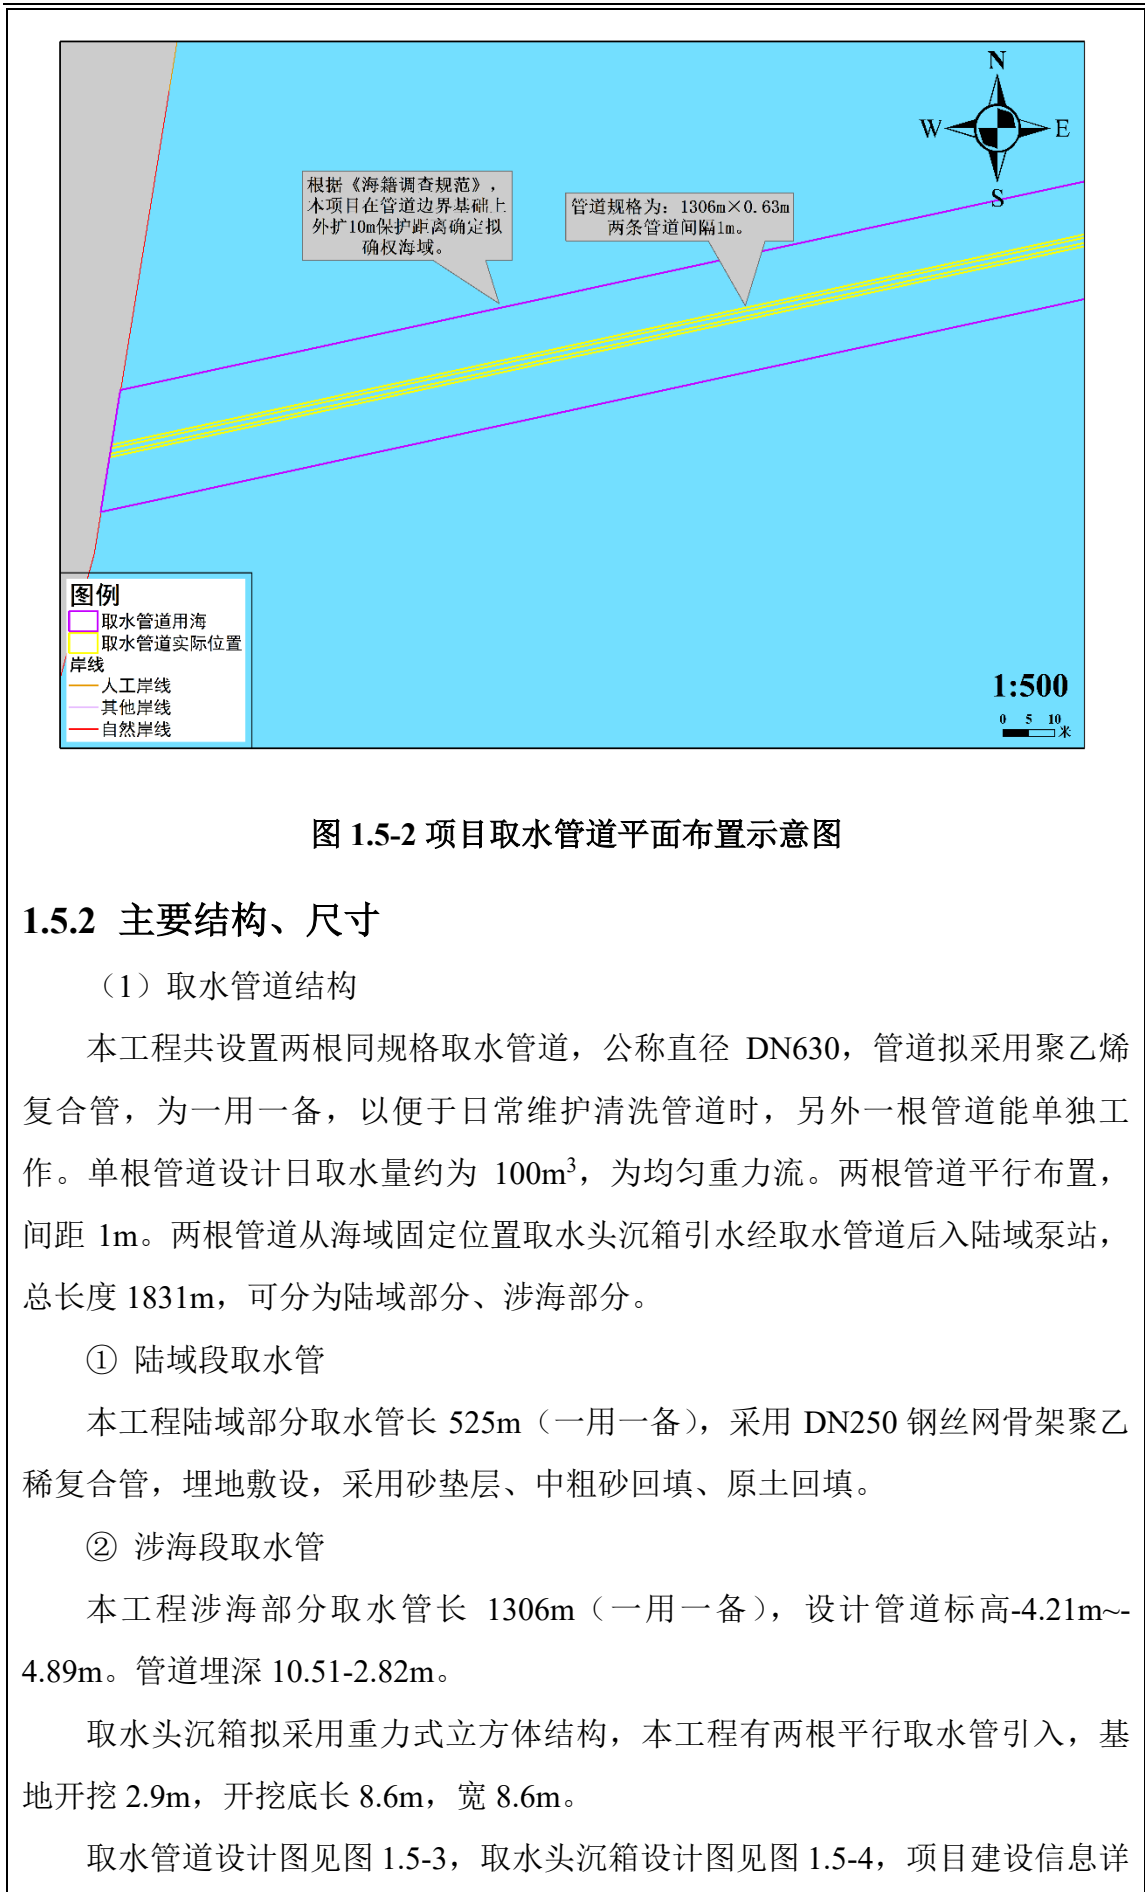 N
W
E
S
根据《海籍调查规范》，
本项目在管道边界基础上
外扩10m保护距离确定拟
确权海域。
管道规格为：1306m×0.63m
两条管道间隔1m。
图例
取水管道用海
取水管道实际位置
岸线
人工岸线
其他岸线
自然岸线
1:500
0 5 10
米
图 1.5-2 项目取水管道平面布置示意图
1.5.2 主要结构、尺寸
（1）取水管道结构
本工程共设置两根同规格取水管道，公称直径 DN630，管道拟采用聚乙烯
复合管，为一用一备，以便于日常维护清洗管道时，另外一根管道能单独工
作。单根管道设计日取水量约为 100m³，为均匀重力流。两根管道平行布置，
间距 1m。两根管道从海域固定位置取水头沉箱引水经取水管道后入陆域泵站，
总长度 1831m，可分为陆域部分、涉海部分。
① 陆域段取水管
本工程陆域部分取水管长 525m（一用一备），采用 DN250 钢丝网骨架聚乙
稀复合管，埋地敷设，采用砂垫层、中粗砂回填、原土回填。
② 涉海段取水管
本工程涉海部分取水管长 1306m（一用一备），设计管道标高-4.21m~-
4.89m。管道埋深 10.51-2.82m。
取水头沉箱拟采用重力式立方体结构，本工程有两根平行取水管引入，基
地开挖 2.9m，开挖底长 8.6m，宽 8.6m。
取水管道设计图见图 1.5-3，取水头沉箱设计图见图 1.5-4，项目建设信息详